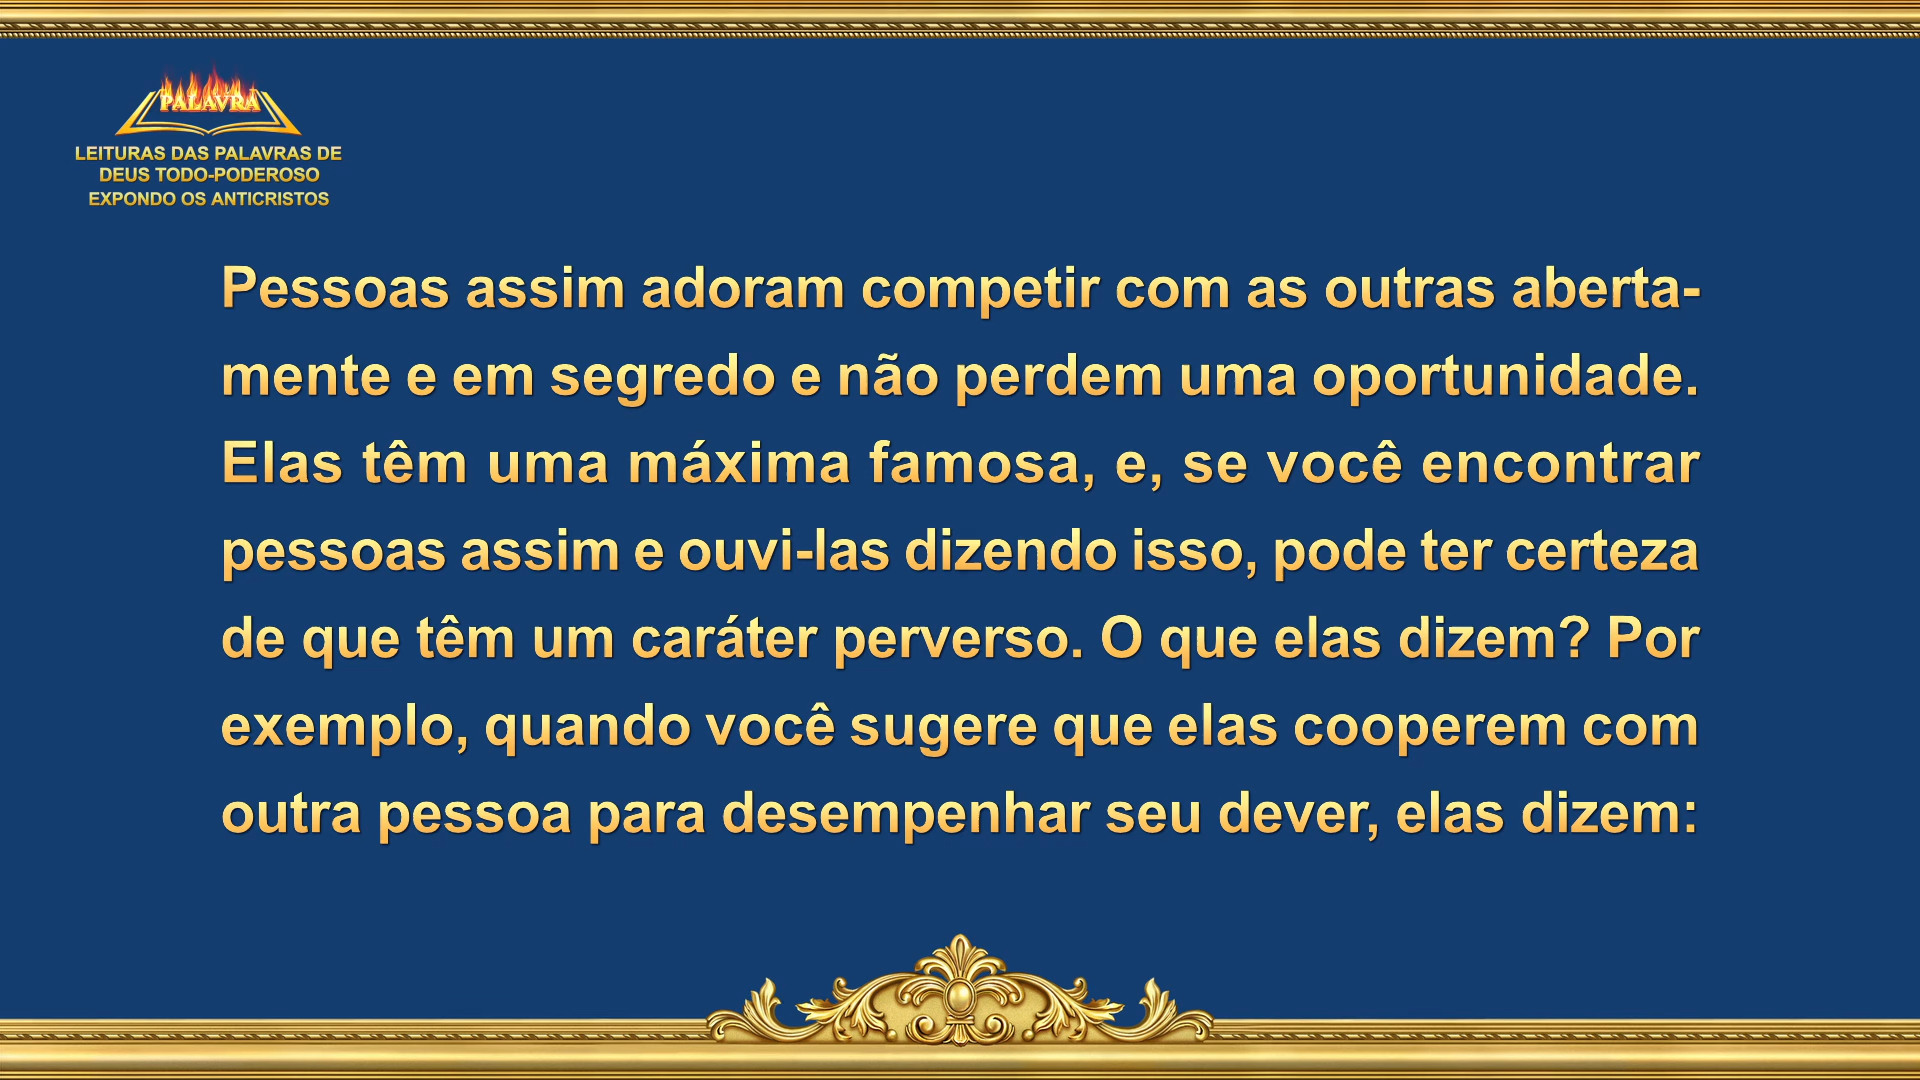 PALAVRA
LEITURAS DAS PALAVRAS DE
DEUS TODO-PODEROSO
EXPONDO OS ANTICRISTOS
Pessoas assim adoram competir com as outras aberta-
mente e em segredo e não perdem uma oportunidade.
Elas têm uma máxima famosa, e, se você encontrar
pessoas assim e ouvi-las dizendo isso, pode ter certeza
de que têm um caráter perverso. O que elas dizem? Por
exemplo, quando você sugere que elas cooperem com
outra pessoa para desempenhar seu dever, elas dizem: